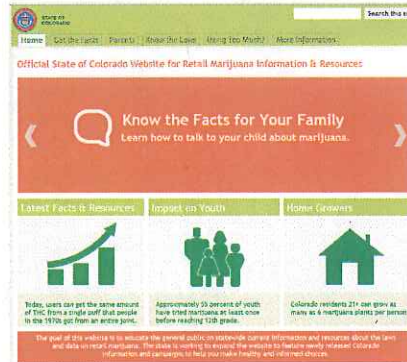 STATE OF
COLORADO
Search this s
Home Get the Facts Parents Know the Laws Using Too Much? More Information
Official State of Colorado Website for Retail Marijuana Information & Resources
Know the Facts for Your Family
Learn how to talk to your child about marijuana.
Latest Facts & Resources
Today, users can get the same amount
of THC from a single puff that people
in the 1970s got from an entire joint.
Impact on Youth
Approximately 55 percent of youth
have tried marijuana at least once
before reaching 12th grade.
Home Growers
Colorado residents 21+ can grow as
many as 6 marijuana plants per person
The goal of this website is to educate the general public on statewide current information and resources about the laws
and data on retail marijuana. The state is working to expand the website to feature newly released Colorado
information and campaigns, to help you make healthy and informed choices.